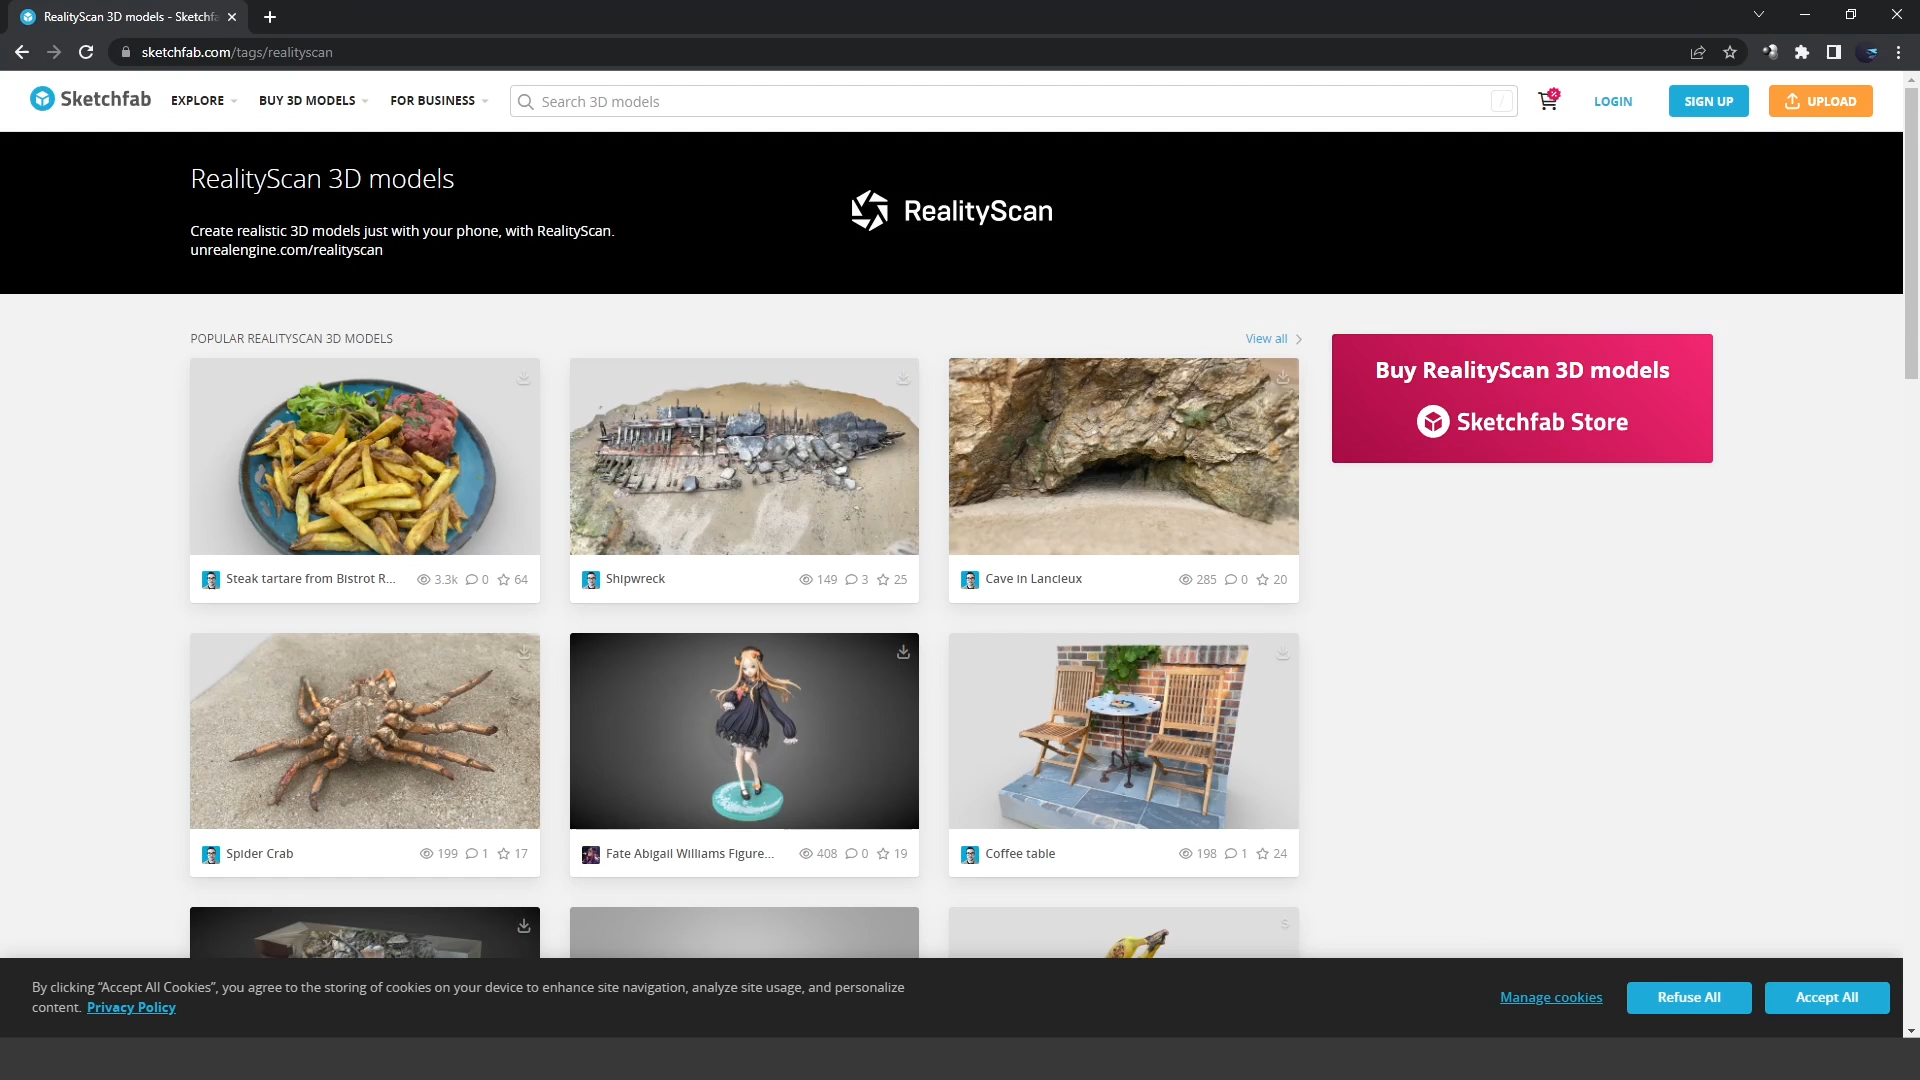 RealityScan 3D models - Sketchfa
sketchfab.com/tags/realityscan
Sketchfab
EXPLORE
BUY 3D MODELS
FOR BUSINESS
Search 3D models
/
LOGIN
SIGN UP
UPLOAD
RealityScan 3D models
Create realistic 3D models just with your phone, with RealityScan.
unrealengine.com/realityscan
RealityScan
POPULAR REALITYSCAN 3D MODELS
View all
Buy RealityScan 3D models
Sketchfab Store
Steak tartare from Bistrot R... 3.3k 0 64
Shipwreck 149 3 25
Cave in Lancieux 285 0 20
Spider Crab 199 1 17
Fate Abigail Williams Figure... 408 0 19
Coffee table 198 1 24
$
By clicking “Accept All Cookies”, you agree to the storing of cookies on your device to enhance site navigation, analyze site usage, and personalize
content. Privacy Policy
Manage cookies
Refuse All
Accept All